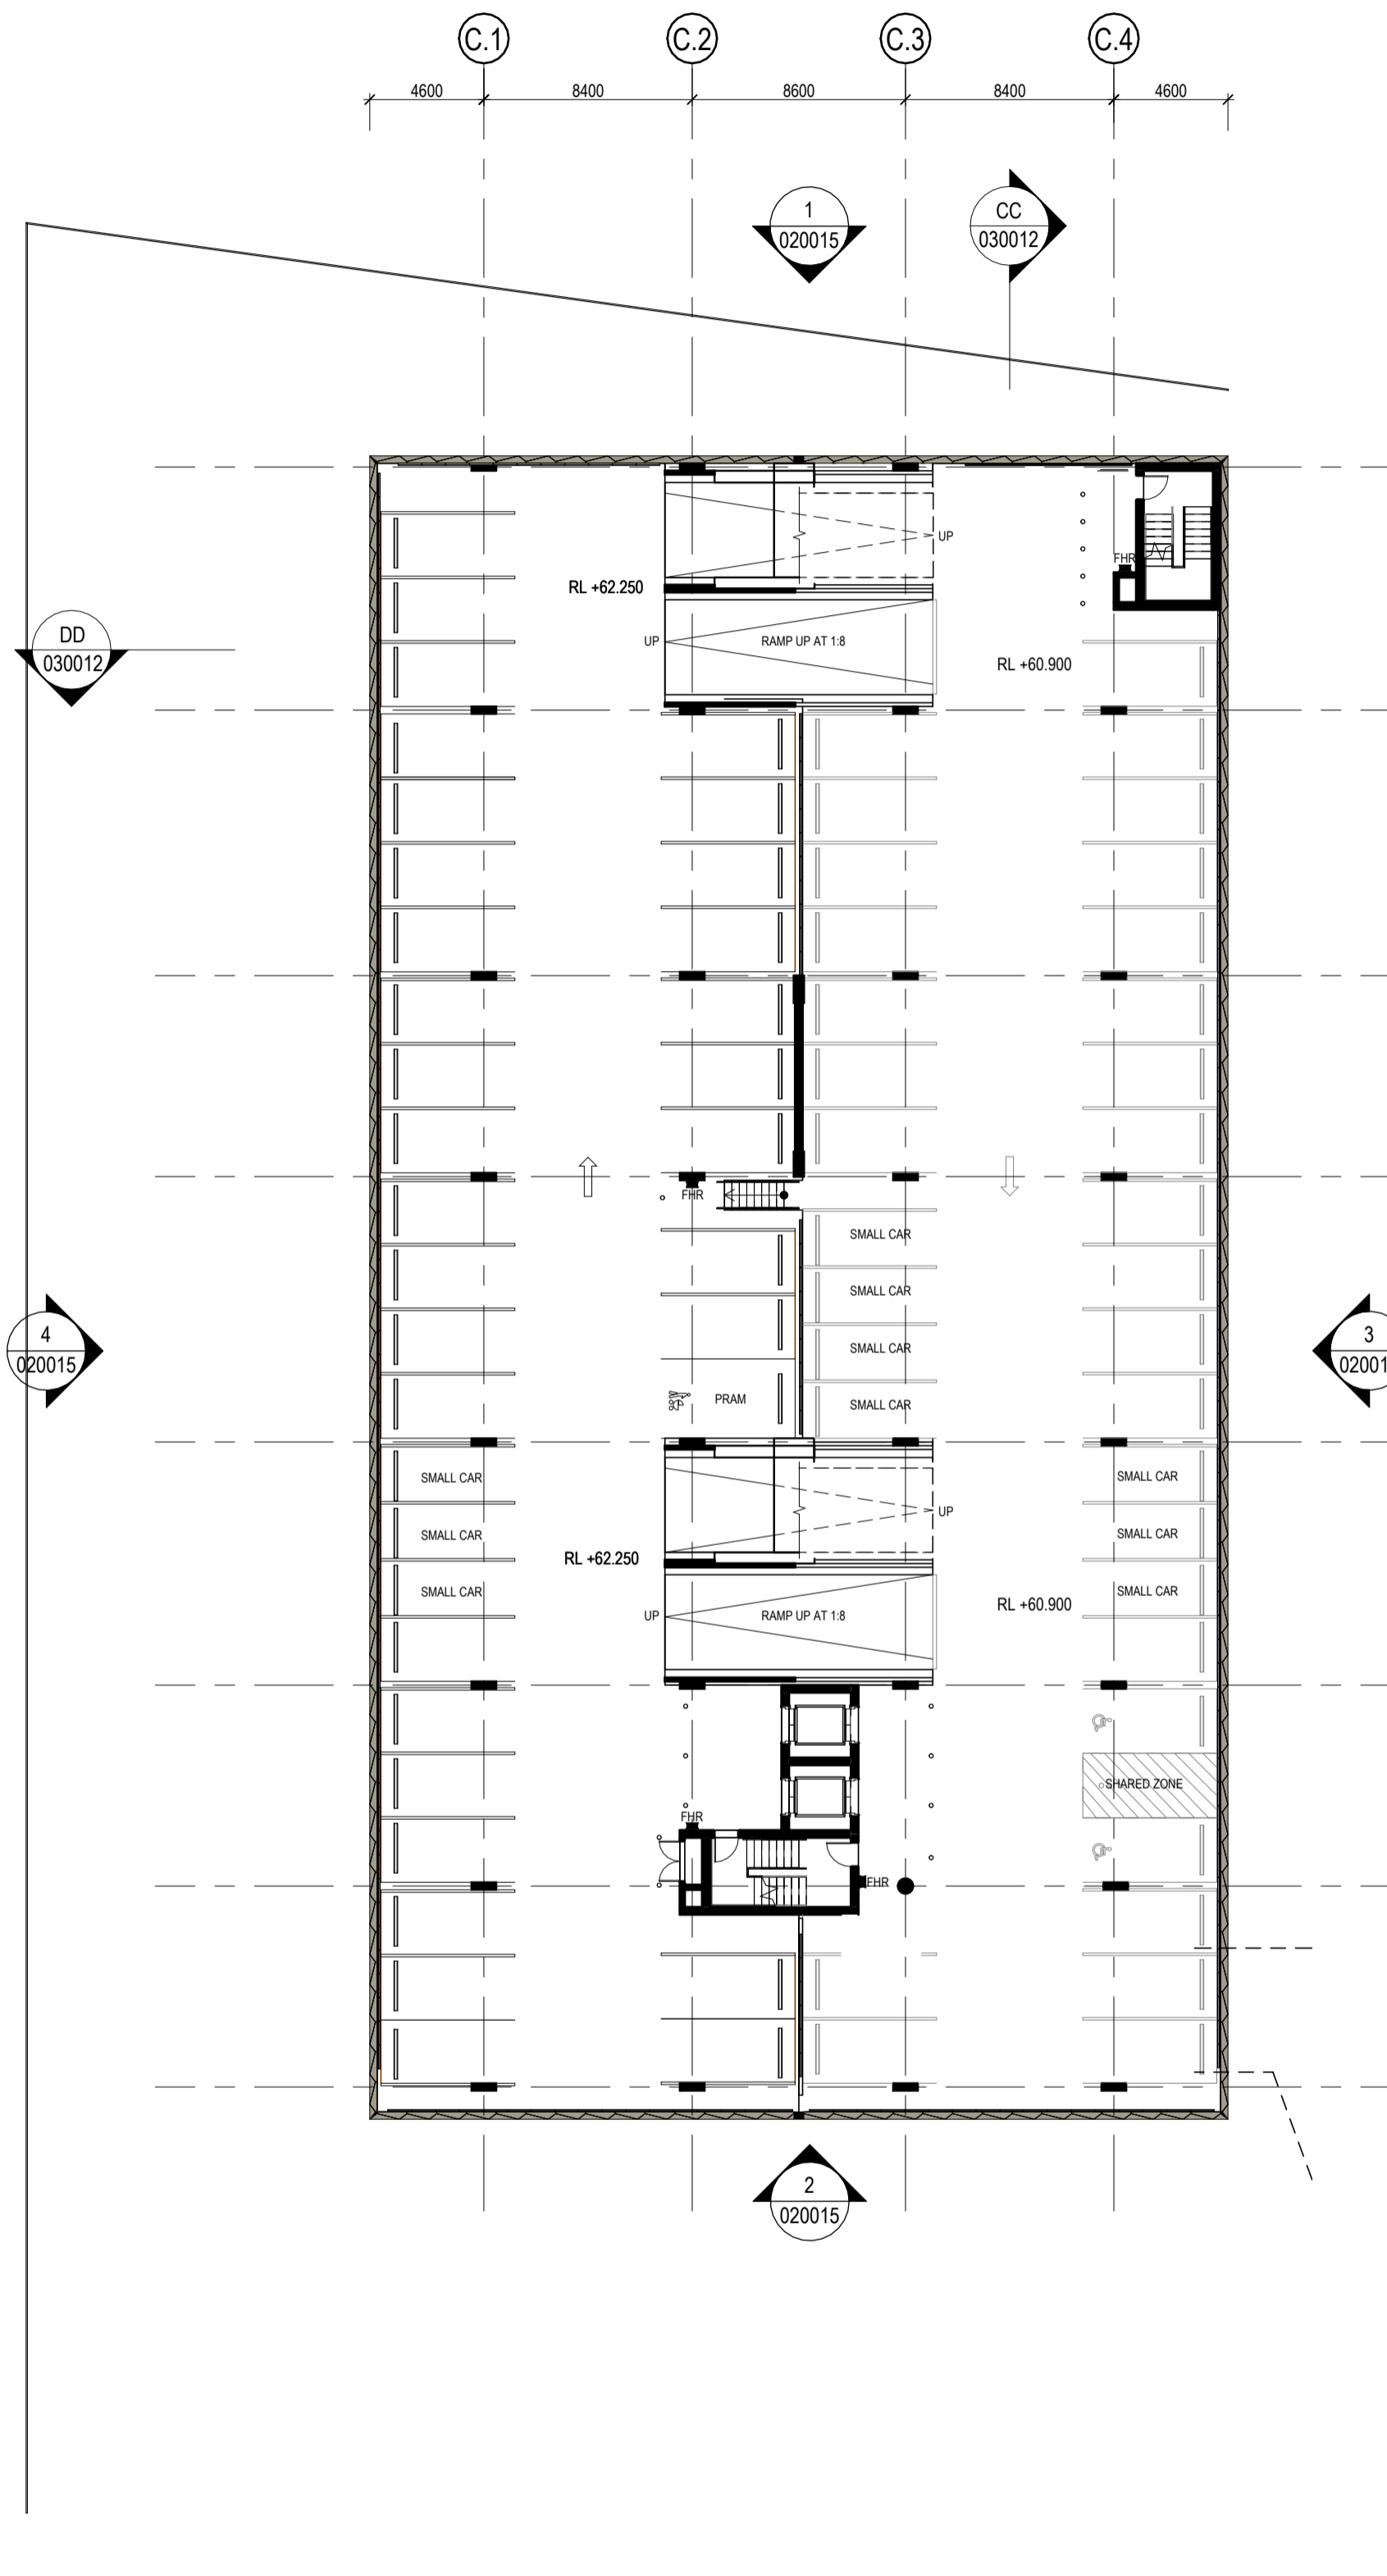 C.1 C.2 C.3 C.4
4600 8400 8600 8400 4600
1
020015
CC
030012
UP
FHR
RL +62.250
DD
030012
UP
RAMP UP AT 1:8
RL +60.900
FHR
SMALL CAR
SMALL CAR
4
020015
3
02001
SMALL CAR
PRAM
SMALL CAR
SMALL CAR
SMALL CAR
UP
SMALL CAR
SMALL CAR
RL +62.250
SMALL CAR
SMALL CAR
RL +60.900
UP
RAMP UP AT 1:8
SHARED ZONE
FHR
FHR
2
020015